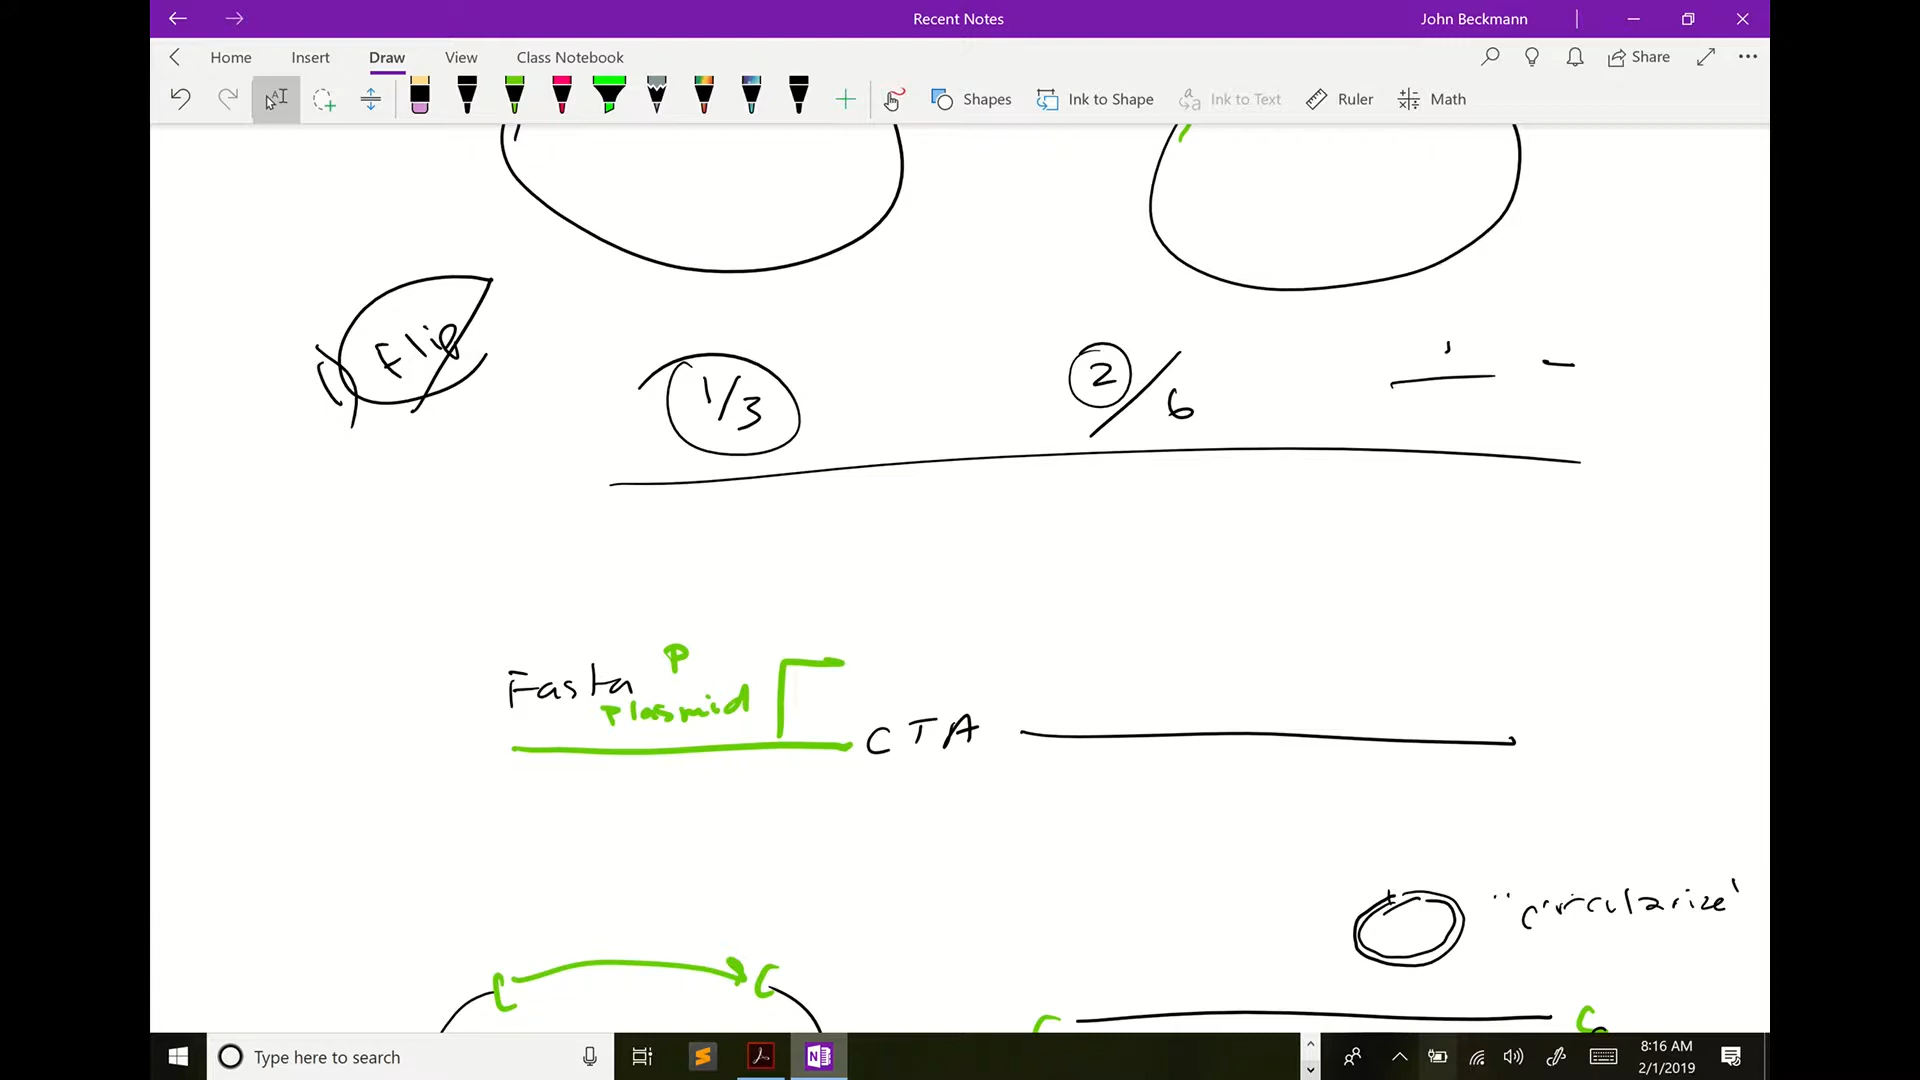 Recent Notes
John Beckmann
Home Insert Draw View Class Notebook
Share
Shapes Ink to Shape Ink to Text Ruler Math
Flip
1/3
2/6
Fasta P
plasmid
CTA
"circularize"
C C
C C
Type here to search
8:16 AM
2/1/2019